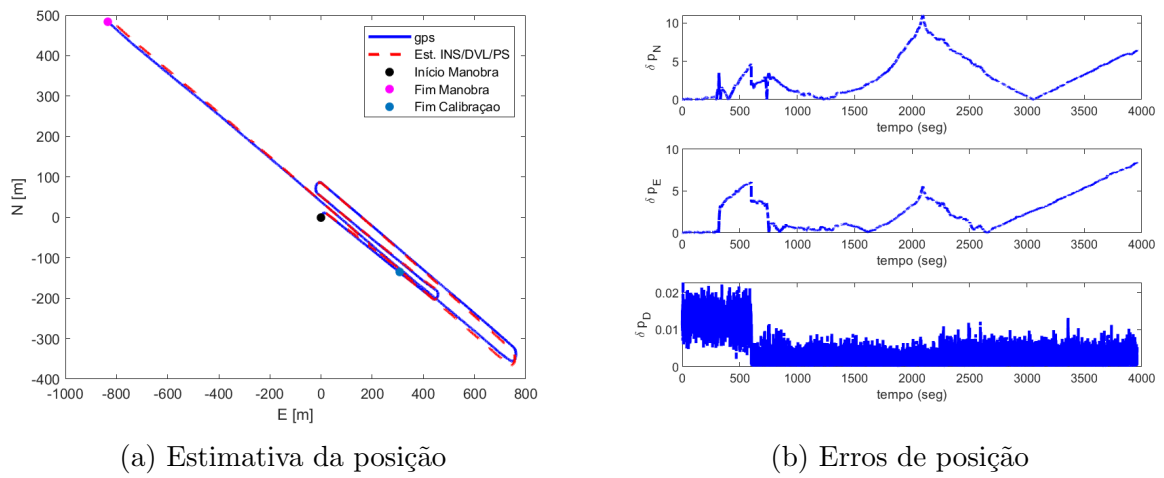 500
400
300
200
100
0
-100
-200
-300
-400
N [m]
-1000 -800 -600 -400 -200 0 200 400 600 800
E [m]
gps
Est. INS/DVL/PS
Início Manobra
Fim Manobra
Fim Calibraçao
(a) Estimativa da posição
10
5
0
δ p_N
0 500 1000 1500 2000 2500 3000 3500 4000
tempo (seg)
10
5
0
δ p_E
0 500 1000 1500 2000 2500 3000 3500 4000
tempo (seg)
0.02
0.01
0
δ p_D
0 500 1000 1500 2000 2500 3000 3500 4000
tempo (seg)
(b) Erros de posição